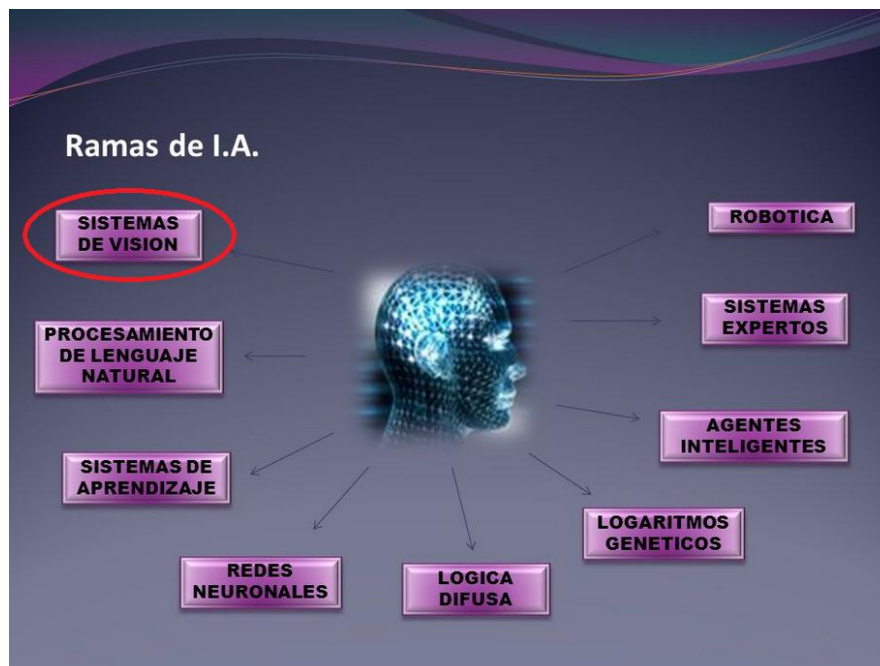 Ramas de I.A.
SISTEMAS
DE VISION
ROBOTICA
PROCESAMIENTO
DE LENGUAJE
NATURAL
SISTEMAS
EXPERTOS
SISTEMAS DE
APRENDIZAJE
AGENTES
INTELIGENTES
REDES
NEURONALES
LOGICA
DIFUSA
LOGARITMOS
GENETICOS